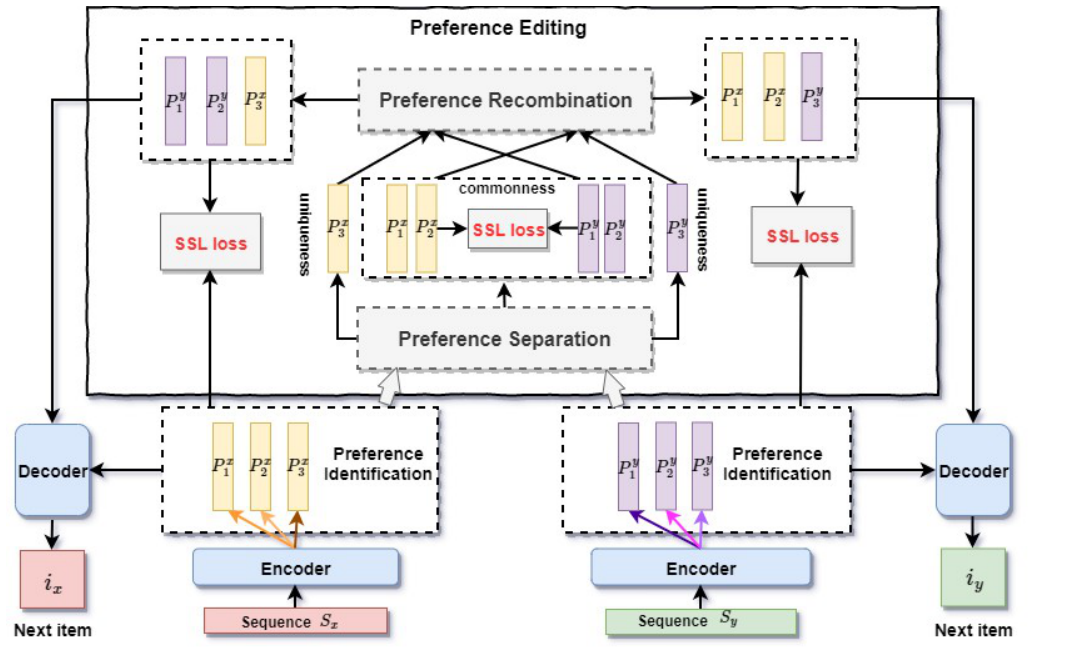 Preference Editing
P₁ʸ P₂ʸ P₃ˣ
Preference Recombination
P₁ˣ P₂ˣ P₃ʸ
SSL loss
uniqueness
P₃ˣ
commonness
P₁ˣ P₂ˣ
SSL loss
P₁ʸ P₂ʸ
P₃ʸ
uniqueness
SSL loss
Preference Separation
Decoder
P₁ˣ P₂ˣ P₃ˣ
Preference
Identification
P₁ʸ P₂ʸ P₃ʸ
Preference
Identification
Decoder
iₓ
Next item
Encoder
Sequence Sₓ
Encoder
Sequence S_y
i_y
Next item